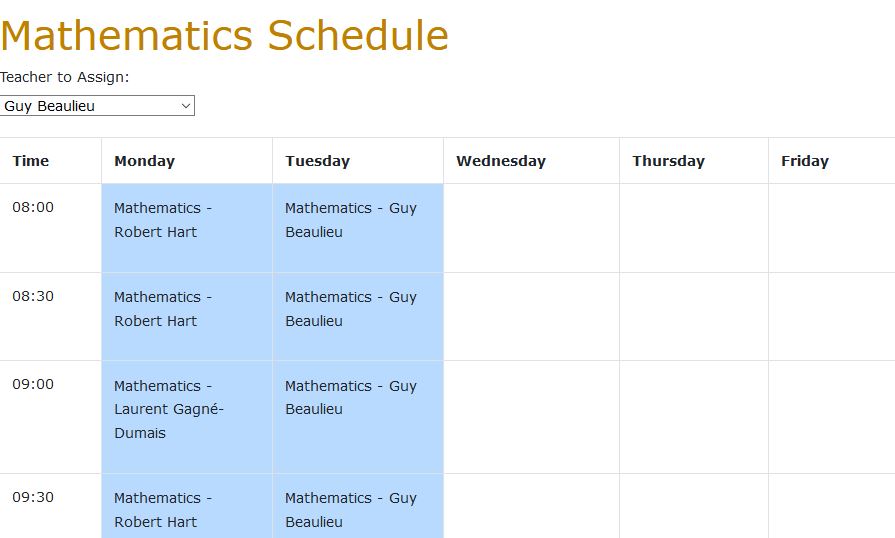 Mathematics Schedule
Teacher to Assign:
Guy Beaulieu
Time Monday Tuesday Wednesday Thursday Friday
08:00
Mathematics -
Robert Hart
Mathematics - Guy
Beaulieu
08:30
Mathematics -
Robert Hart
Mathematics - Guy
Beaulieu
09:00
Mathematics -
Laurent Gagné-
Dumais
Mathematics - Guy
Beaulieu
09:30
Mathematics -
Robert Hart
Mathematics - Guy
Beaulieu